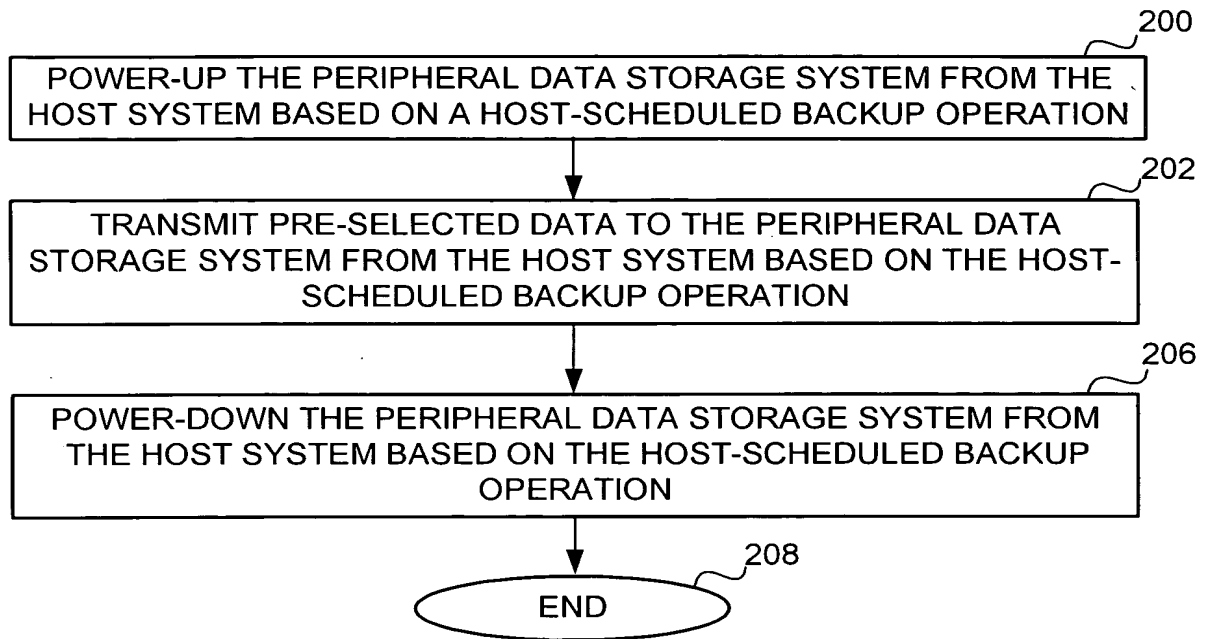 200
POWER-UP THE PERIPHERAL DATA STORAGE SYSTEM FROM THE
HOST SYSTEM BASED ON A HOST-SCHEDULED BACKUP OPERATION
202
TRANSMIT PRE-SELECTED DATA TO THE PERIPHERAL DATA
STORAGE SYSTEM FROM THE HOST SYSTEM BASED ON THE HOST-
SCHEDULED BACKUP OPERATION
206
POWER-DOWN THE PERIPHERAL DATA STORAGE SYSTEM FROM
THE HOST SYSTEM BASED ON THE HOST-SCHEDULED BACKUP
OPERATION
208
END